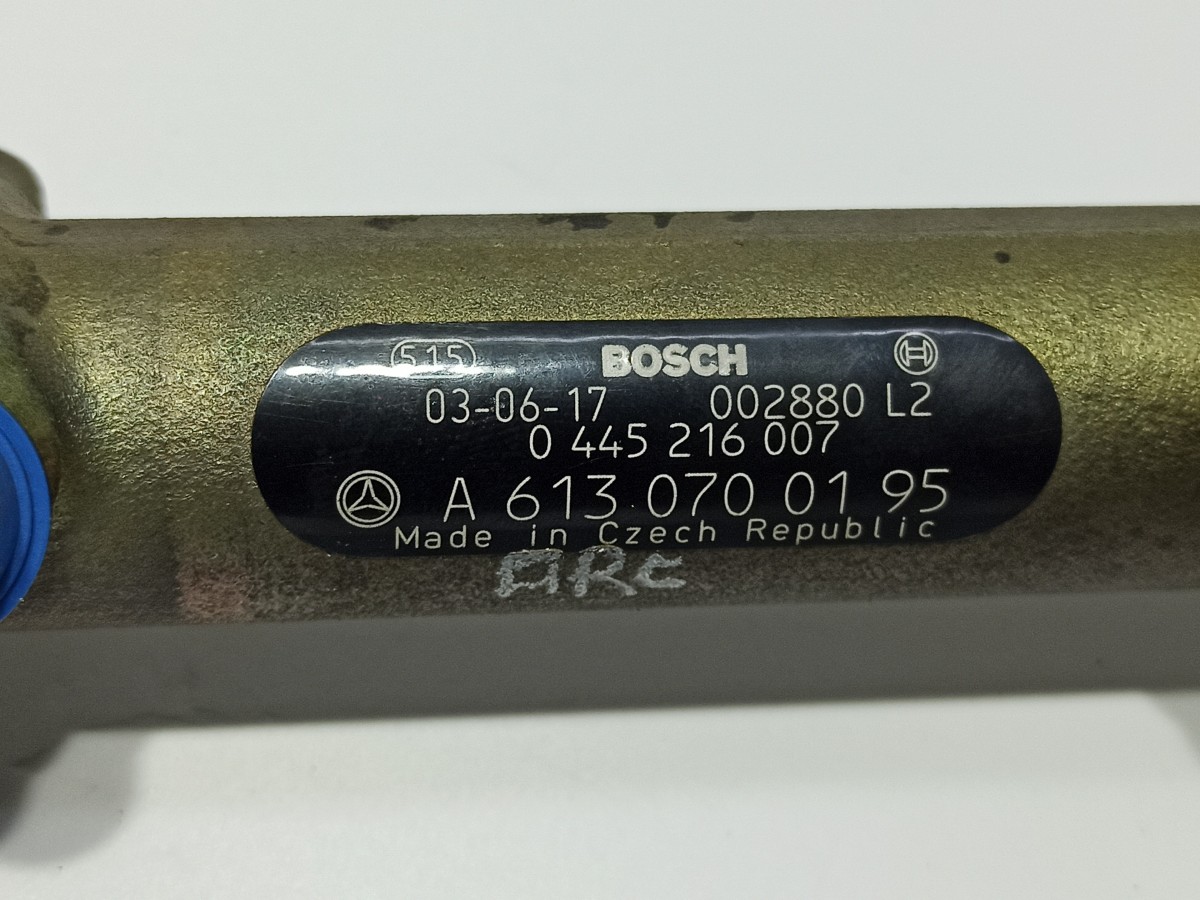 515 BOSCH
03-06-17 002880 L2
0 445 216 007
A 613 070 01 95
Made in Czech Republic